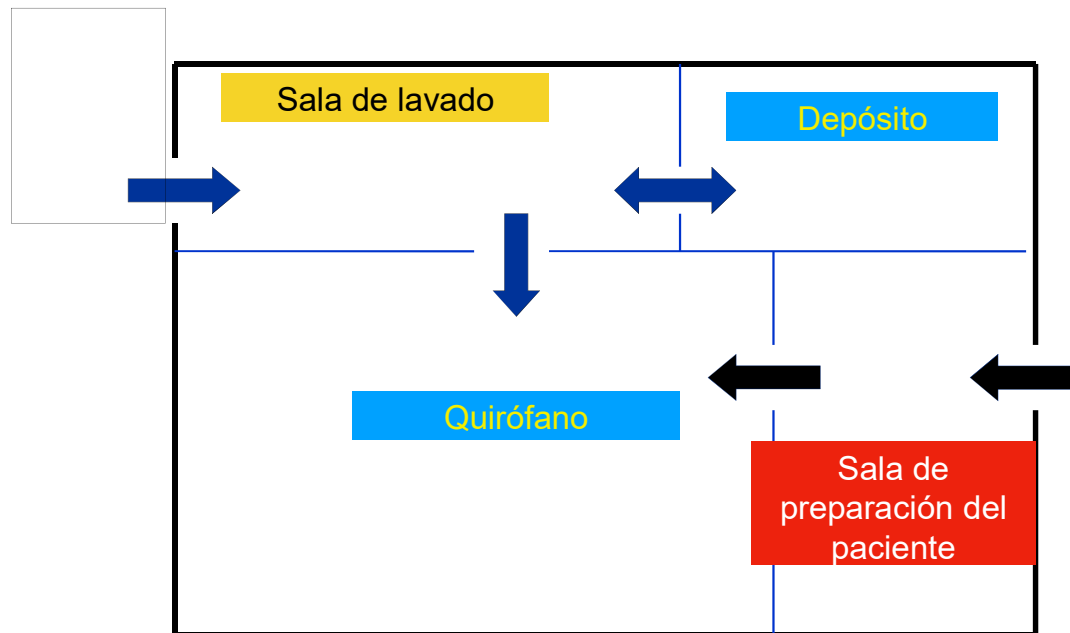 Sala de lavado
Depósito
Quirófano
Sala de
preparación del
paciente